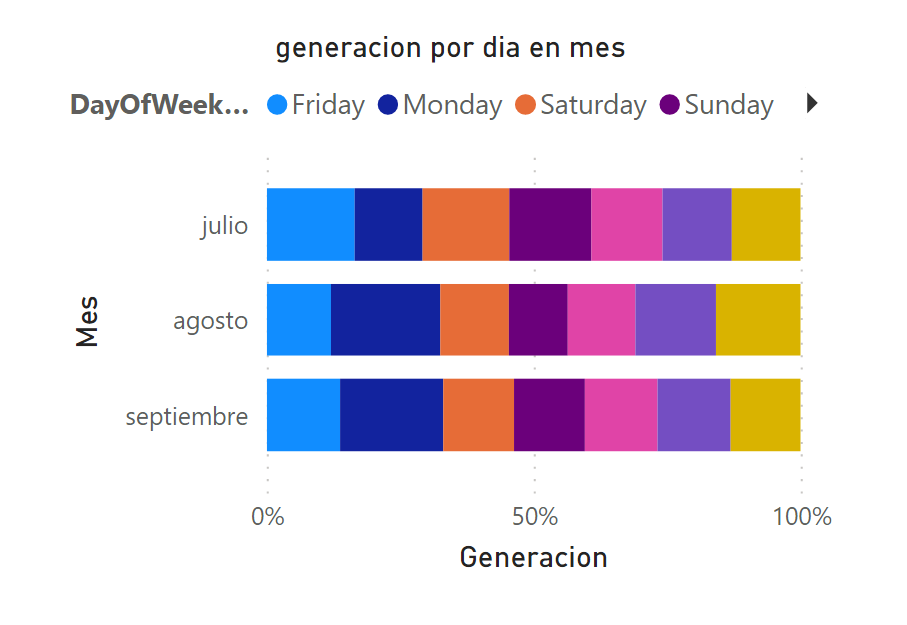 generacion por dia en mes
DayOfWeek... Friday Monday Saturday Sunday
julio
agosto
septiembre
Mes
0% 50% 100%
Generacion